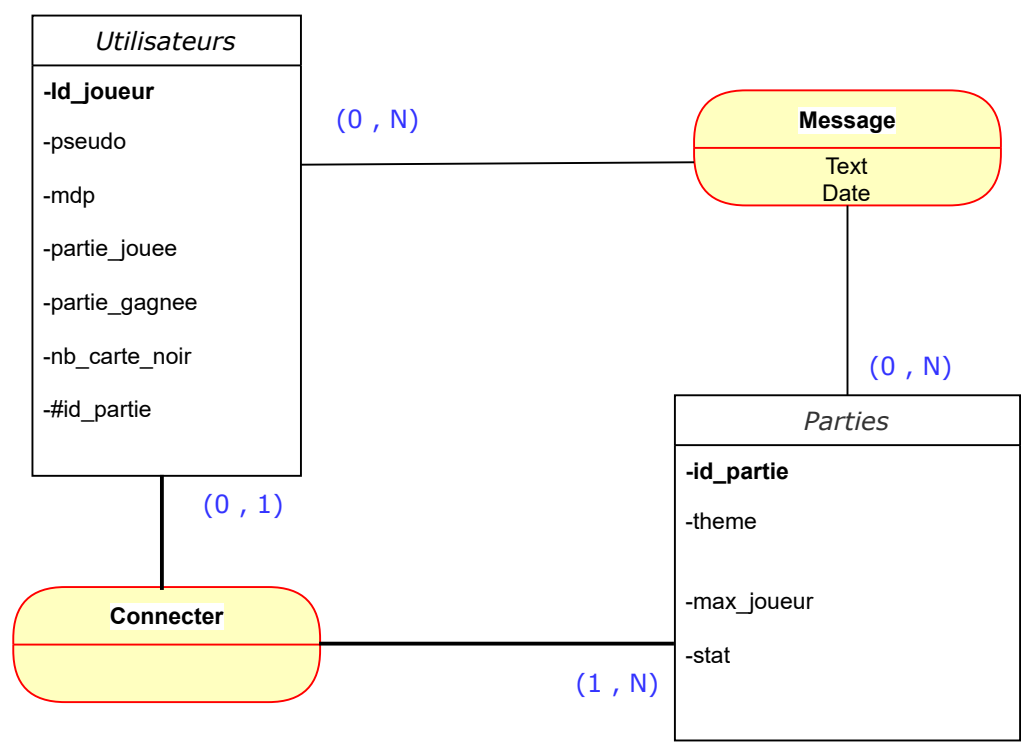 Utilisateurs
-Id_joueur
-pseudo
-mdp
-partie_jouee
-partie_gagnee
-nb_carte_noir
-#id_partie
(0 , N)
Message
Text
Date
(0 , N)
Parties
-id_partie
-theme
-max_joueur
-stat
(0 , 1)
Connecter
(1 , N)